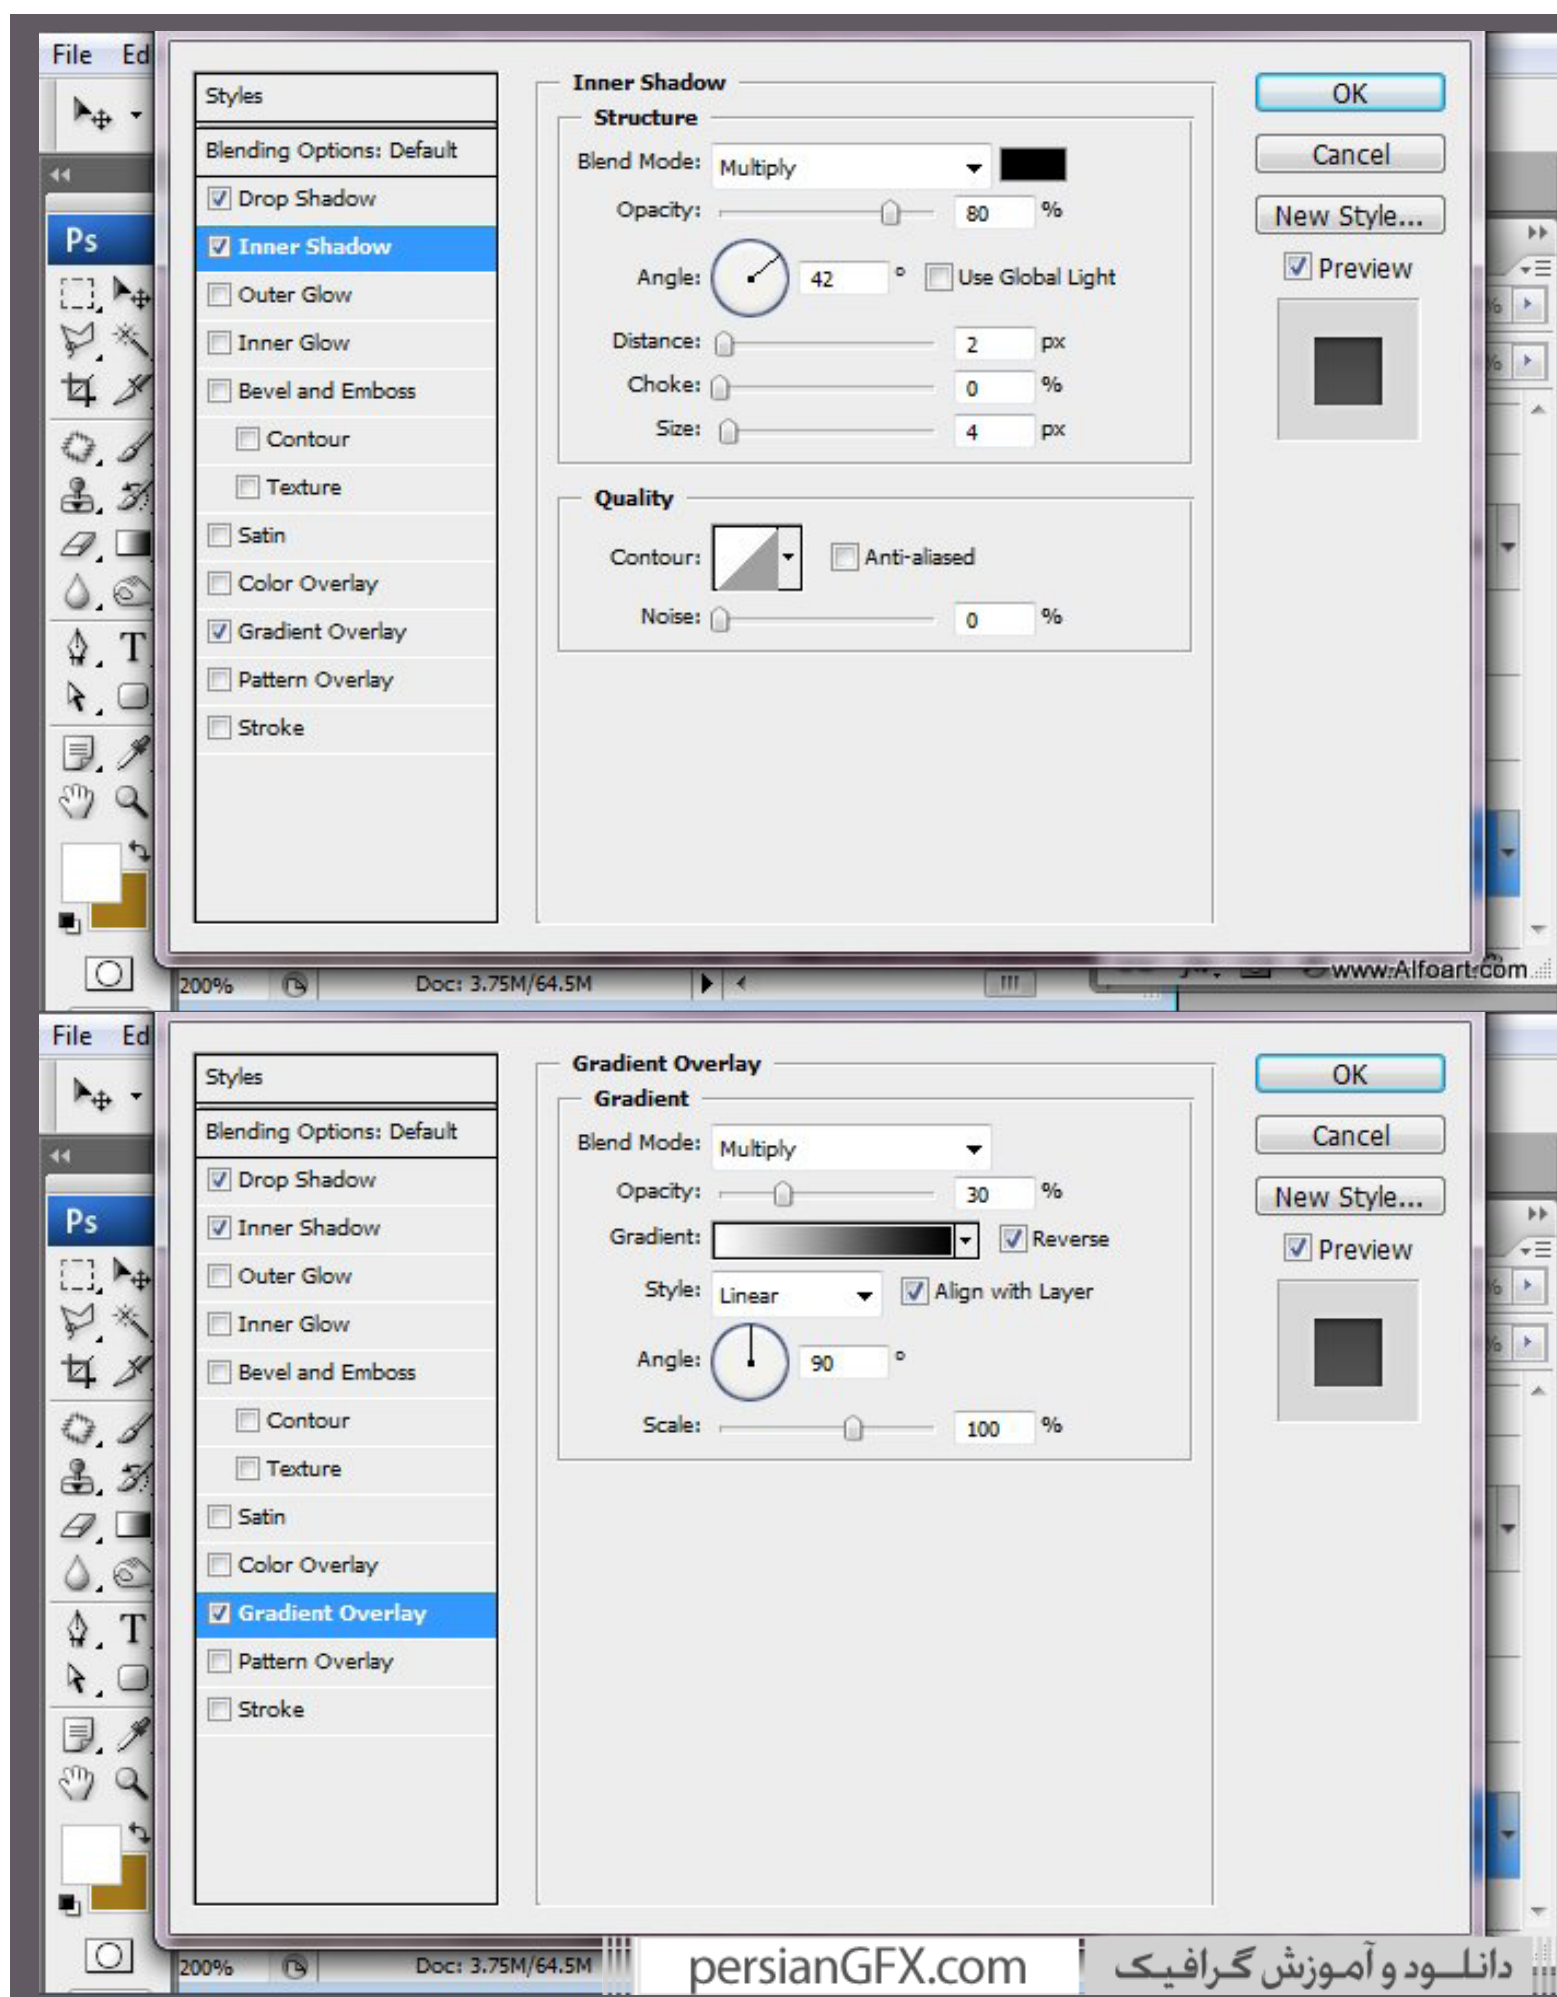 File Ed
Styles
Blending Options: Default
Drop Shadow
Inner Shadow
Outer Glow
Inner Glow
Bevel and Emboss
Contour
Texture
Satin
Color Overlay
Gradient Overlay
Pattern Overlay
Stroke
Inner Shadow
Structure
Blend Mode: Multiply
Opacity: 80 %
Angle: 42 ° Use Global Light
Distance: 2 px
Choke: 0 %
Size: 4 px
Quality
Contour: Anti-aliased
Noise: 0 %
OK
Cancel
New Style...
Preview
Ps
200% Doc: 3.75M/64.5M
www.Alfoart.com
File Ed
Styles
Blending Options: Default
Drop Shadow
Inner Shadow
Outer Glow
Inner Glow
Bevel and Emboss
Contour
Texture
Satin
Color Overlay
Gradient Overlay
Pattern Overlay
Stroke
Gradient Overlay
Gradient
Blend Mode: Multiply
Opacity: 30 %
Gradient: Reverse
Style: Linear Align with Layer
Angle: 90 °
Scale: 100 %
OK
Cancel
New Style...
Preview
Ps
200% Doc: 3.75M/64.5M
persianGFX.com
دانلود و آموزش گرافیک